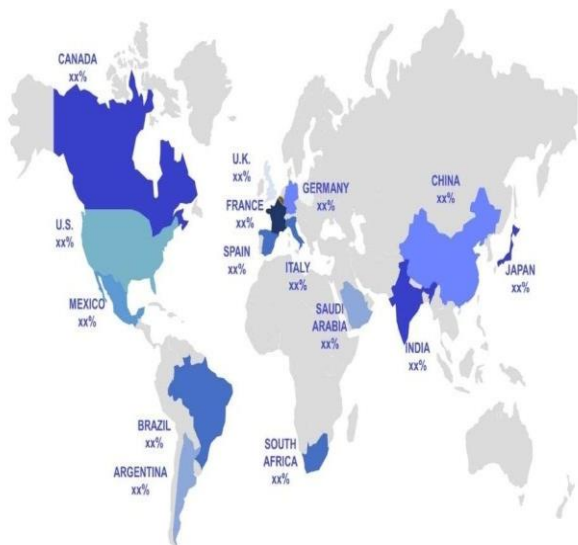 CANADA
xx%
U.K.
xx%
GERMANY
xx%
CHINA
xx%
FRANCE
xx%
U.S.
xx%
SPAIN
xx%
ITALY
xx%
JAPAN
xx%
MEXICO
xx%
SAUDI
ARABIA
xx%
INDIA
xx%
BRAZIL
xx%
SOUTH
AFRICA
xx%
ARGENTINA
xx%